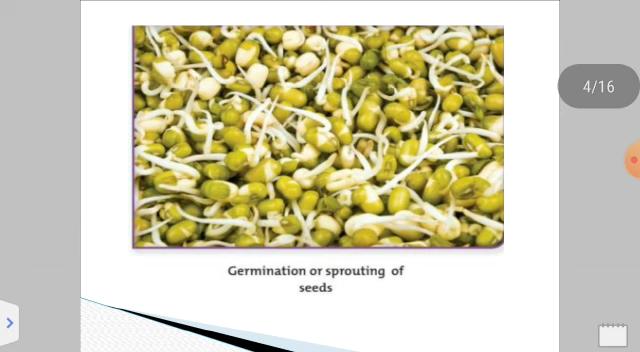 4/16
Germination or sprouting of
seeds